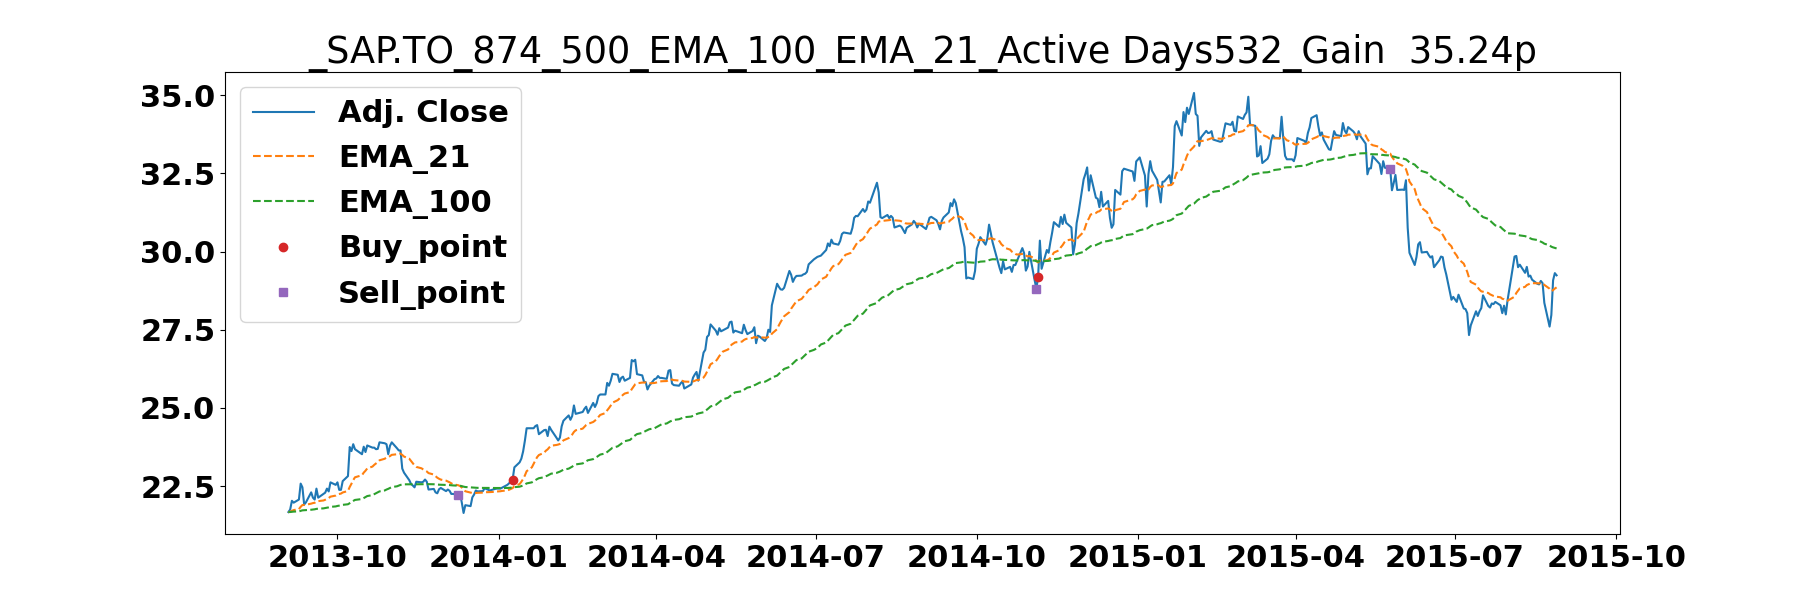 _SAP.TO_874_500_EMA_100_EMA_21_Active Days532_Gain  35.24p
35.0
32.5
30.0
27.5
25.0
22.5
Adj. Close
EMA_21
EMA_100
Buy_point
Sell_point
2013-10 2014-01 2014-04 2014-07 2014-10 2015-01 2015-04 2015-07 2015-10